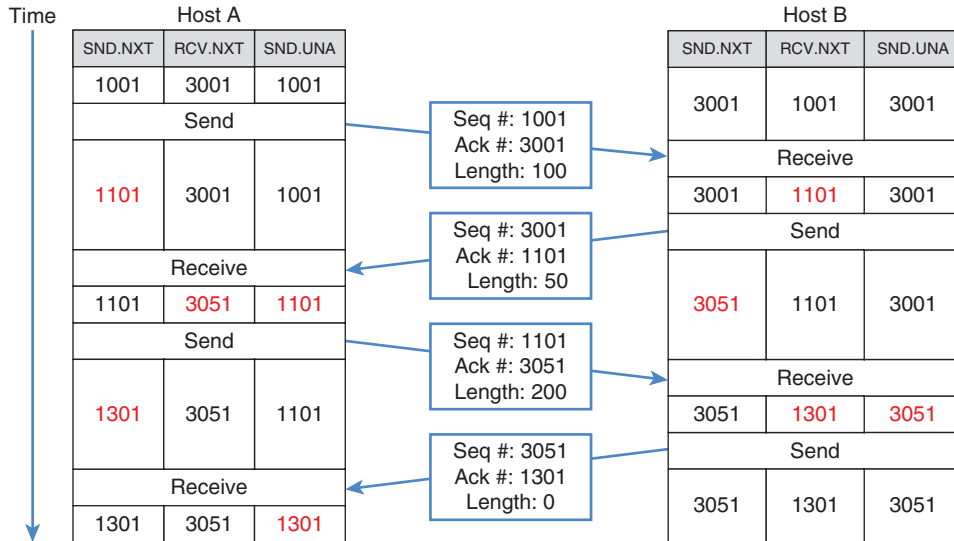 Time
Host A
SND.NXT RCV.NXT SND.UNA
1001 3001 1001
Send
1101 3001 1001
Receive
1101 3051 1101
Send
1301 3051 1101
Receive
1301 3051 1301
Seq #: 1001
Ack #: 3001
Length: 100
Seq #: 3001
Ack #: 1101
Length: 50
Seq #: 1101
Ack #: 3051
Length: 200
Seq #: 3051
Ack #: 1301
Length: 0
Host B
SND.NXT RCV.NXT SND.UNA
3001 1001 3001
Receive
3001 1101 3001
Send
3051 1101 3001
Receive
3051 1301 3051
Send
3051 1301 3051